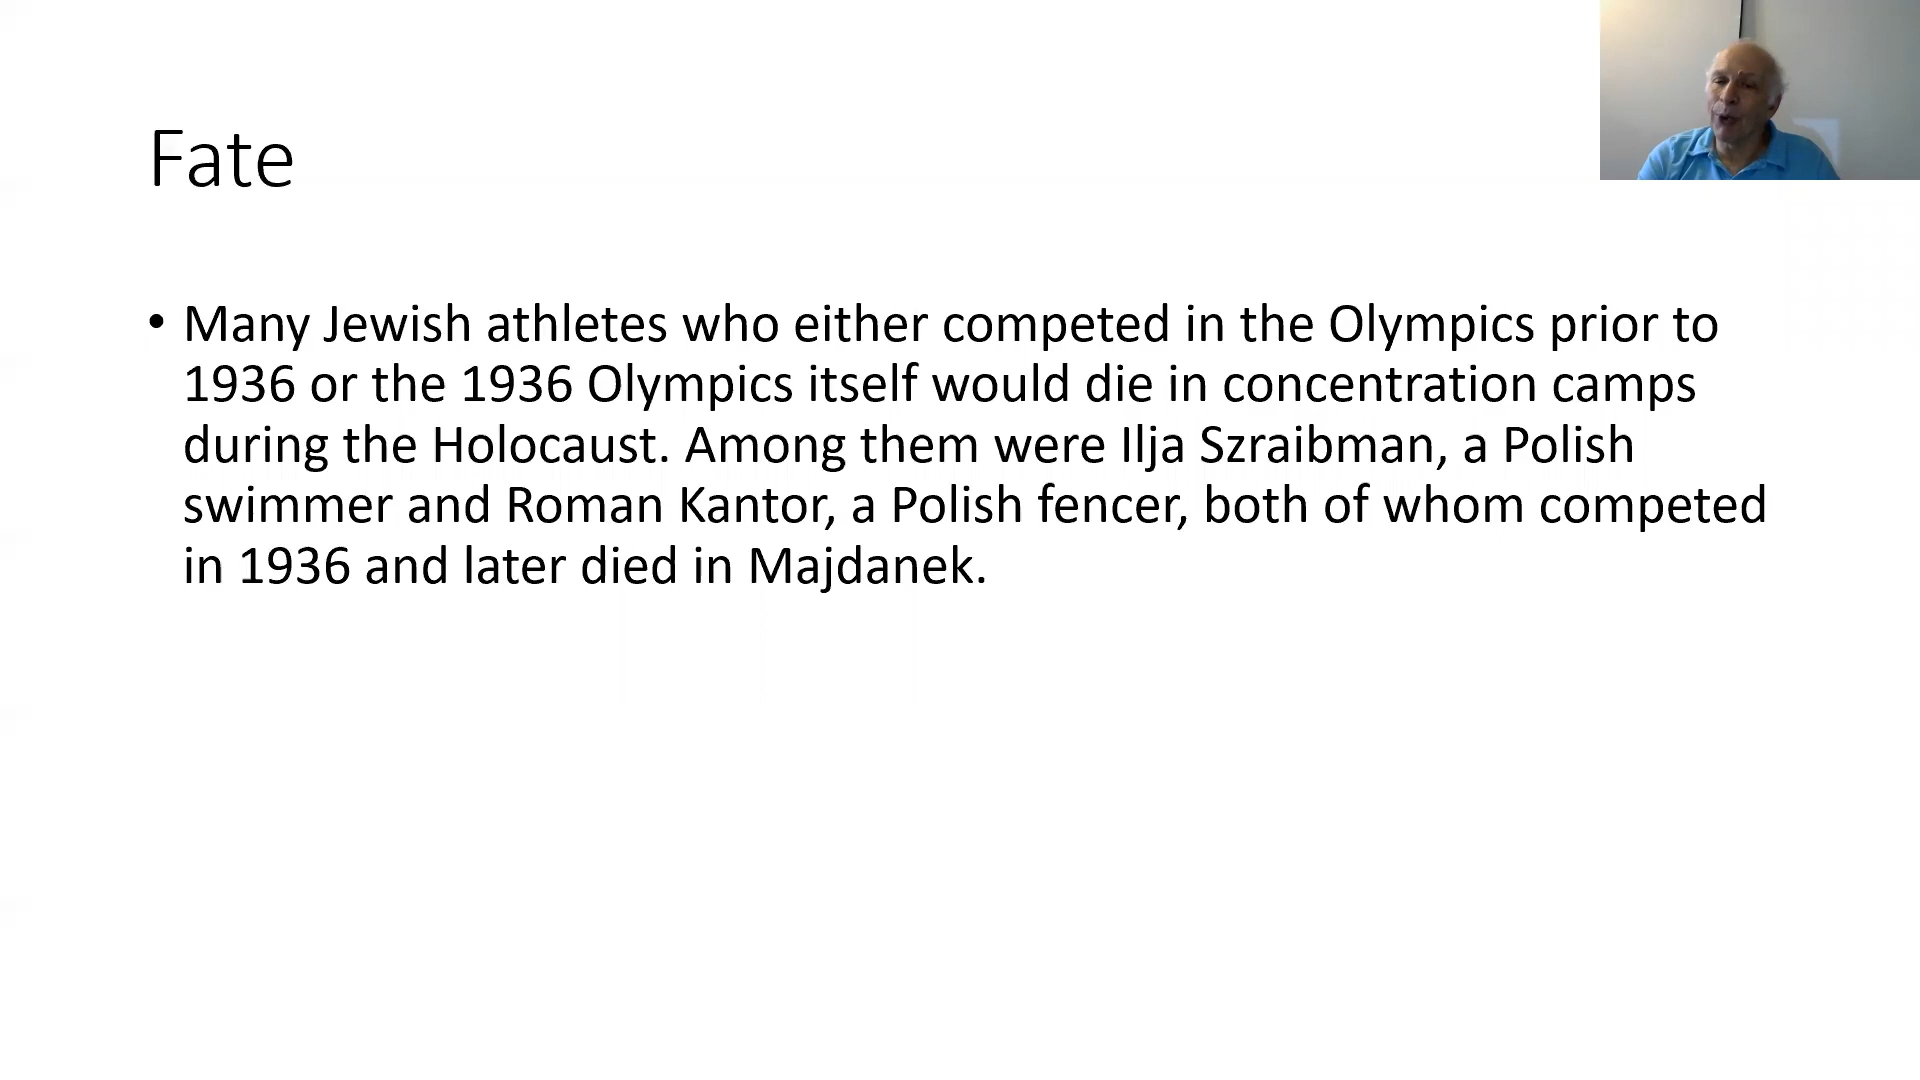 Fate
• Many Jewish athletes who either competed in the Olympics prior to
1936 or the 1936 Olympics itself would die in concentration camps
during the Holocaust. Among them were Ilja Szraibman, a Polish
swimmer and Roman Kantor, a Polish fencer, both of whom competed
in 1936 and later died in Majdanek.